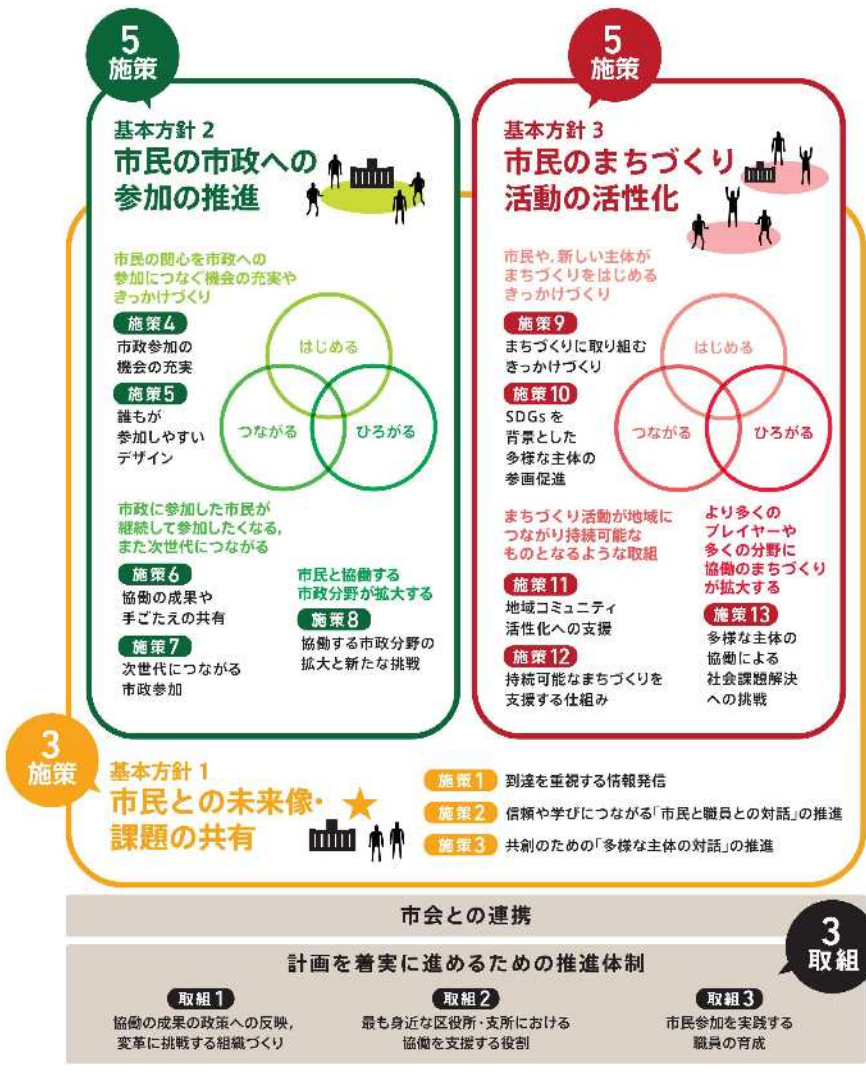 5
施策
基本方針 2
市民の市政への
参加の推進
市民の関心を市政への
参加につなぐ機会の充実や
きっかけづくり
施策4
市政参加の
機会の充実
施策5
誰もが
参加しやすい
デザイン
はじめる
つながる
ひろがる
市政に参加した市民が
継続して参加したくなる,
また次世代につながる
施策6
協働の成果や
手ごたえの共有
施策7
次世代につながる
市政参加
市民と協働する
市政分野が拡大する
施策8
協働する市政分野の
拡大と新たな挑戦
5
施策
基本方針 3
市民のまちづくり
活動の活性化
市民や,新しい主体が
まちづくりをはじめる
きっかけづくり
施策9
まちづくりに取り組む
きっかけづくり
施策10
SDGsを
背景とした
多様な主体の
参画促進
はじめる
つながる
ひろがる
まちづくり活動が地域に
つながり持続可能な
ものとなるような取組
施策11
地域コミュニティ
活性化への支援
施策12
持続可能なまちづくりを
支援する仕組み
より多くの
プレイヤーや
多くの分野に
協働のまちづくり
が拡大する
施策13
多様な主体の
協働による
社会課題解決
への挑戦
3
施策
基本方針 1
市民との未来像・
課題の共有
施策1 到達を重視する情報発信
施策2 信頼や学びにつながる「市民と職員との対話」の推進
施策3 共創のための「多様な主体の対話」の推進
市会との連携
3
取組
計画を着実に進めるための推進体制
取組1
協働の成果の政策への反映,
変革に挑戦する組織づくり
取組2
最も身近な区役所・支所における
協働を支援する役割
取組3
市民参加を実践する
職員の育成